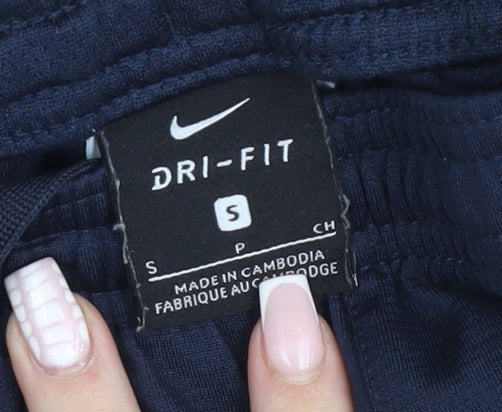 DRI-FIT
S
S P CH
MADE IN CAMBODIA
FABRIQUE AU CAMBODGE